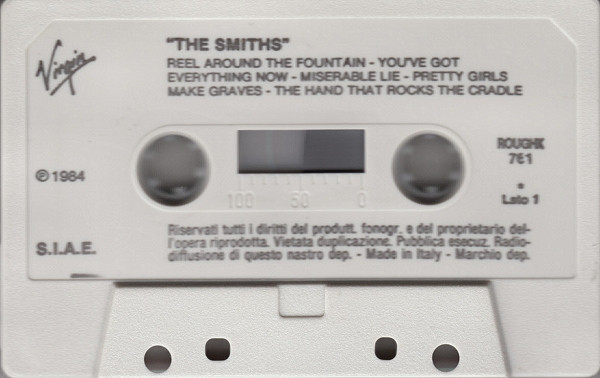 Virgin
"THE SMITHS"
REEL AROUND THE FOUNTAIN - YOU'VE GOT
EVERYTHING NOW - MISERABLE LIE - PRETTY GIRLS
MAKE GRAVES - THE HAND THAT ROCKS THE CRADLE
ROUGHK
761
℗ 1984
100 50 0
Lato 1
S.I.A.E.
Riservati tutti i diritti del produtt. fonogr. e del proprietario del-
l'opera riprodotta. Vietata duplicazione. Pubblica esecuz. Radio-
diffusione di questo nastro dep. - Made in Italy - Marchio dep.